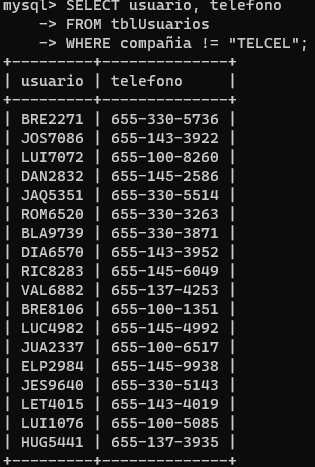 mysql> SELECT usuario, telefono
    -> FROM tblUsuarios
    -> WHERE compañia != "TELCEL";
+---------+--------------+
| usuario | telefono     |
+---------+--------------+
| BRE2271 | 655-330-5736 |
| JOS7086 | 655-143-3922 |
| LUI7072 | 655-100-8260 |
| DAN2832 | 655-145-2586 |
| JAQ5351 | 655-330-5514 |
| ROM6520 | 655-330-3263 |
| BLA9739 | 655-330-3871 |
| DIA6570 | 655-143-3952 |
| RIC8283 | 655-145-6049 |
| VAL6882 | 655-137-4253 |
| BRE8106 | 655-100-1351 |
| LUC4982 | 655-145-4992 |
| JUA2337 | 655-100-6517 |
| ELP2984 | 655-145-9938 |
| JES9640 | 655-330-5143 |
| LET4015 | 655-143-4019 |
| LUI1076 | 655-100-5085 |
| HUG5441 | 655-137-3935 |
+---------+--------------+